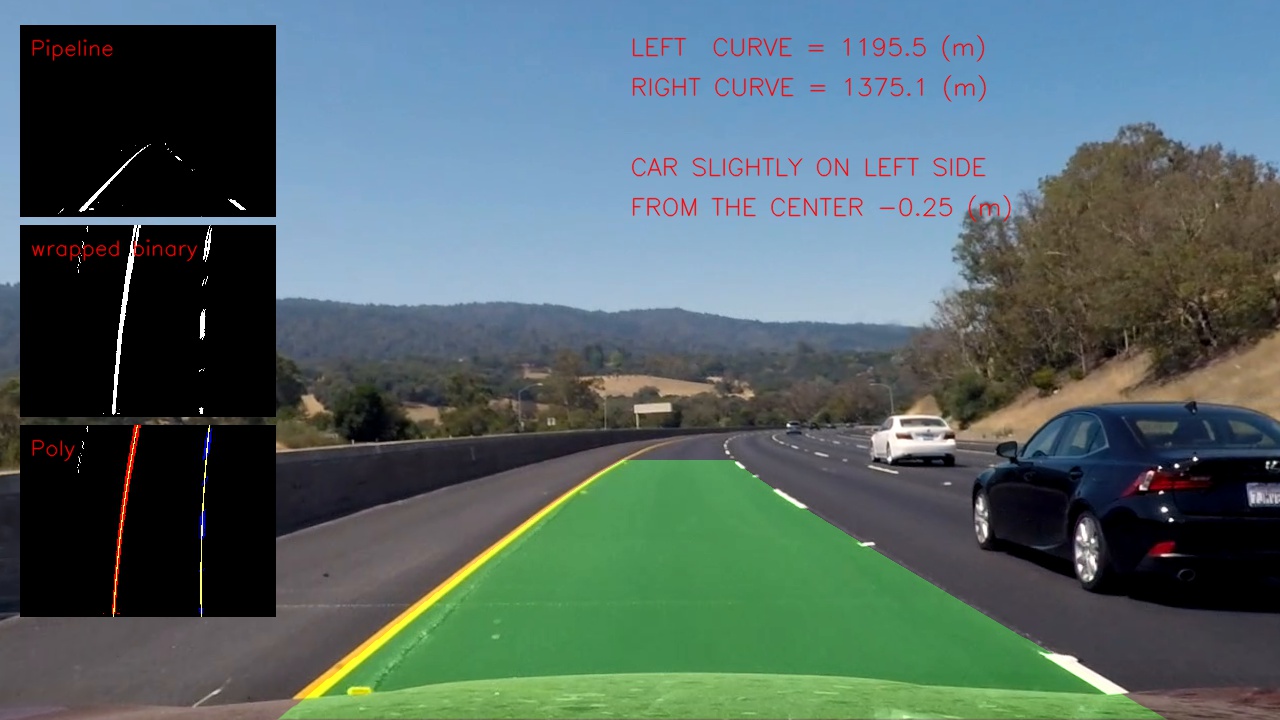 Pipeline
wrapped binary
Poly
LEFT CURVE = 1195.5 (m)
RIGHT CURVE = 1375.1 (m)
CAR SLIGHTLY ON LEFT SIDE
FROM THE CENTER -0.25 (m)